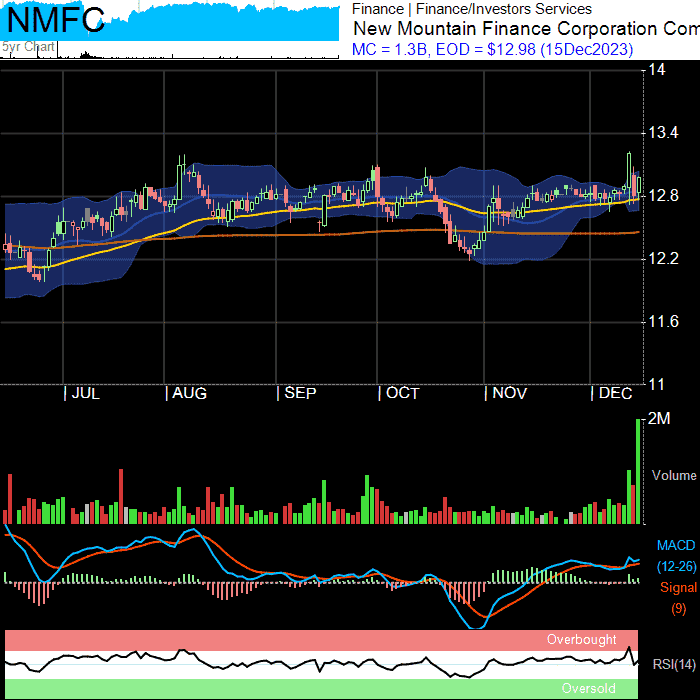 NMFC
5yr Chart
Finance | Finance/Investors Services
New Mountain Finance Corporation Com
MC = 1.3B, EOD = $12.98 (15Dec2023)
14
13.4
12.8
12.2
11.6
11
| JUL
| AUG
| SEP
| OCT
| NOV
| DEC
2M
Volume
MACD
(12-26)
Signal
(9)
Overbought
RSI(14)
Oversold